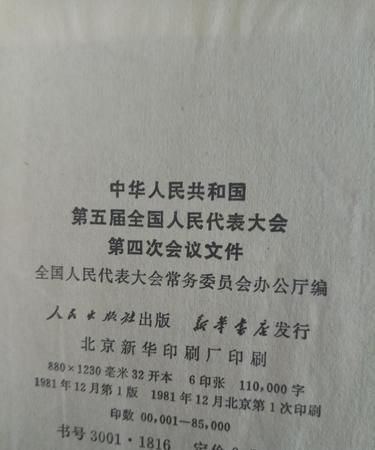 中华人民共和国
第五届全国人民代表大会
第四次会议文件
全国人民代表大会常务委员会办公厅编
人民出版社出版 新华书店发行
北京新华印刷厂印刷
880×1230毫米32开本 6印张 110,000字
1981年12月第1版 1981年12月北京第1次印刷
印数 00,001—85,000
书号 3001·1816 定价